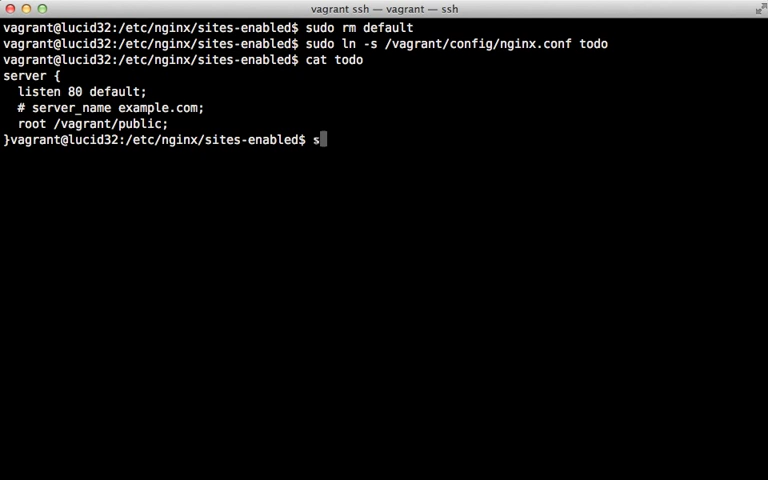 vagrant ssh — vagrant — ssh
vagrant@lucid32:/etc/nginx/sites-enabled$ sudo rm default
vagrant@lucid32:/etc/nginx/sites-enabled$ sudo ln -s /vagrant/config/nginx.conf todo
vagrant@lucid32:/etc/nginx/sites-enabled$ cat todo
server {
  listen 80 default;
  # server_name example.com;
  root /vagrant/public;
}vagrant@lucid32:/etc/nginx/sites-enabled$ s